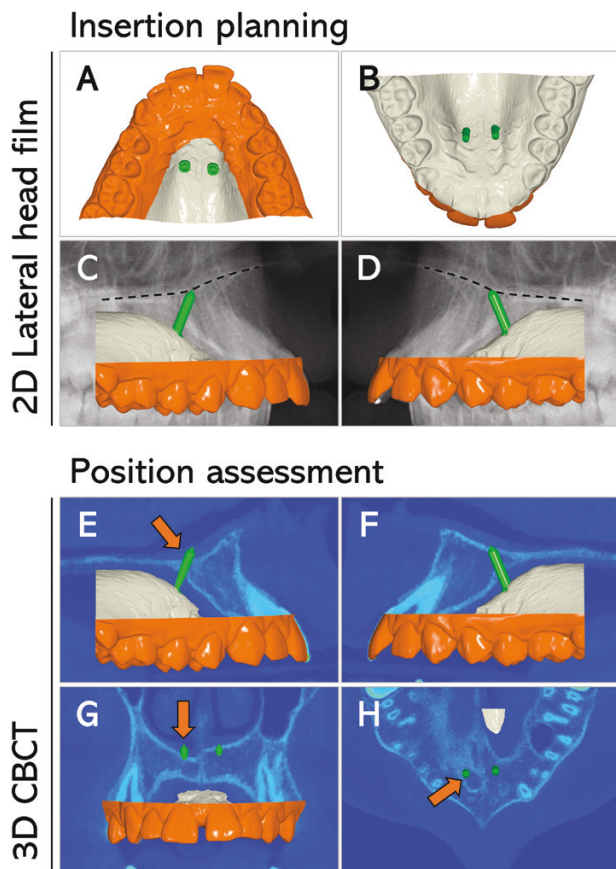 Insertion planning
2D Lateral head film
A
B
C
D
Position assessment
3D CBCT
E
F
G
H